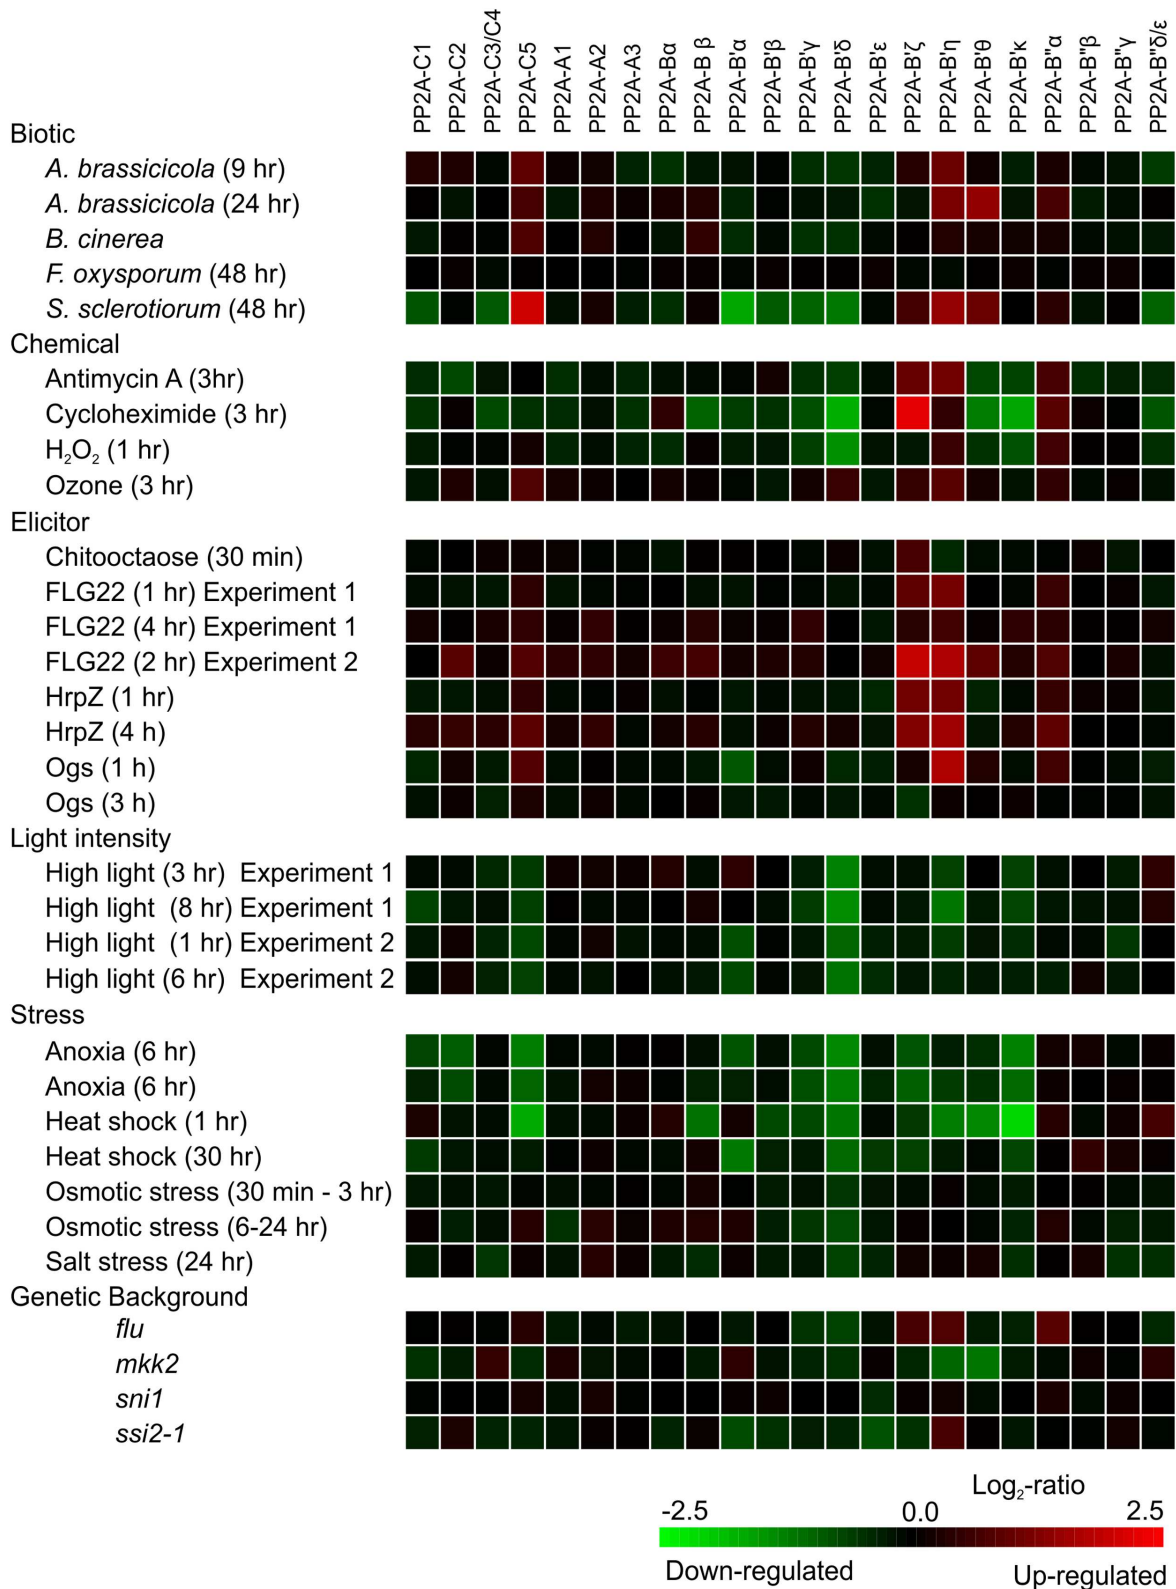 PP2A-C1
PP2A-C2
PP2A-C3/C4
PP2A-C5
PP2A-A1
PP2A-A2
PP2A-A3
PP2A-Bα
PP2A-B β
PP2A-B'α
PP2A-B'β
PP2A-B'γ
PP2A-B'δ
PP2A-B'ε
PP2A-B'ζ
PP2A-B'η
PP2A-B'θ
PP2A-B'κ
PP2A-B"α
PP2A-B"β
PP2A-B"γ
PP2A-B"δ/ε
Biotic
A. brassicicola (9 hr)
A. brassicicola (24 hr)
B. cinerea
F. oxysporum (48 hr)
S. sclerotiorum (48 hr)
Chemical
Antimycin A (3hr)
Cycloheximide (3 hr)
H₂O₂ (1 hr)
Ozone (3 hr)
Elicitor
Chitooctaose (30 min)
FLG22 (1 hr) Experiment 1
FLG22 (4 hr) Experiment 1
FLG22 (2 hr) Experiment 2
HrpZ (1 hr)
HrpZ (4 h)
Ogs (1 h)
Ogs (3 h)
Light intensity
High light (3 hr) Experiment 1
High light (8 hr) Experiment 1
High light (1 hr) Experiment 2
High light (6 hr) Experiment 2
Stress
Anoxia (6 hr)
Anoxia (6 hr)
Heat shock (1 hr)
Heat shock (30 hr)
Osmotic stress (30 min - 3 hr)
Osmotic stress (6-24 hr)
Salt stress (24 hr)
Genetic Background
flu
mkk2
sni1
ssi2-1
Log₂-ratio
-2.5 0.0 2.5
Down-regulated Up-regulated